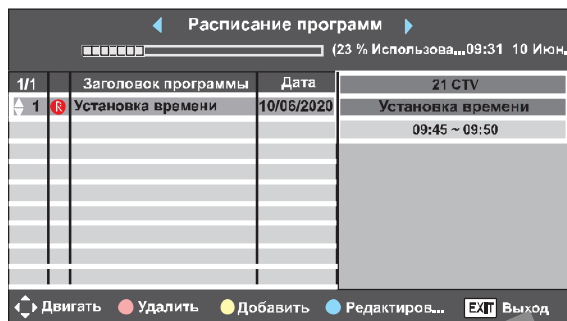 Расписание программ
(23 % Использова...09:31 10 Июн.
1/1 Заголовок программы Дата
1 R Установка времени 10/06/2020
21 CTV
Установка времени
09:45 ~ 09:50
Двигать Удалить Добавить Редактиров... EXIT Выход